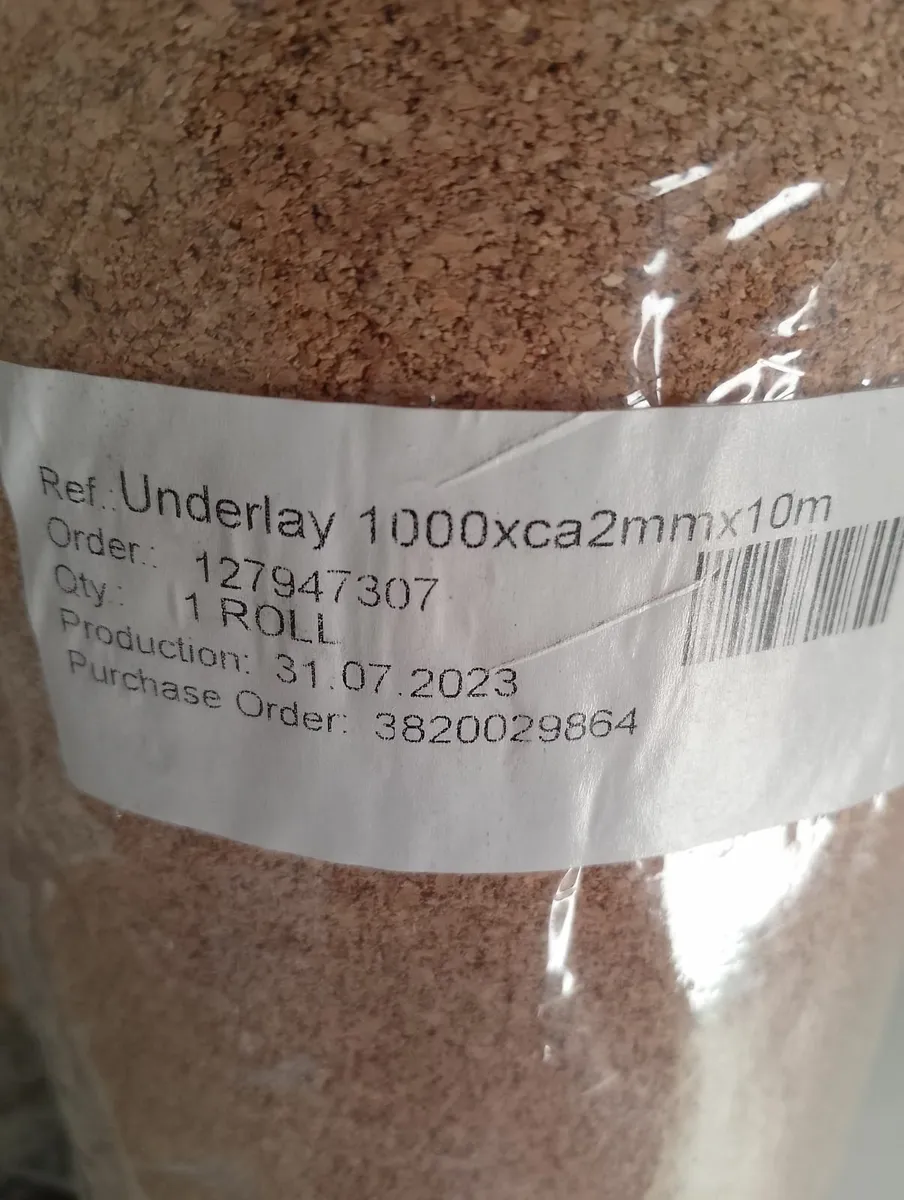 Ref.:Underlay 1000xca2mmx10m
Order.: 127947307
Qty.: 1 ROLL
Production: 31.07.2023
Purchase Order: 3820029864